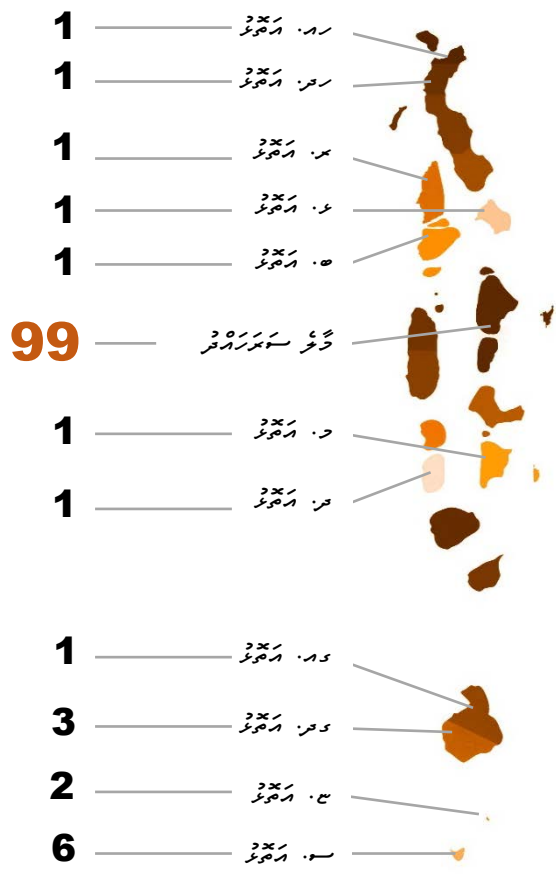 ހއ. އަތޮޅު 1
ހދ. އަތޮޅު 1
ރ. އަތޮޅު 1
ޅ. އަތޮޅު 1
ބ. އަތޮޅު 1
މާލެ ސަރަހައްދު 99
މ. އަތޮޅު 1
ދ. އަތޮޅު 1
ގއ. އަތޮޅު 1
ގދ. އަތޮޅު 3
ޏ. އަތޮޅު 2
ސ. އަތޮޅު 6